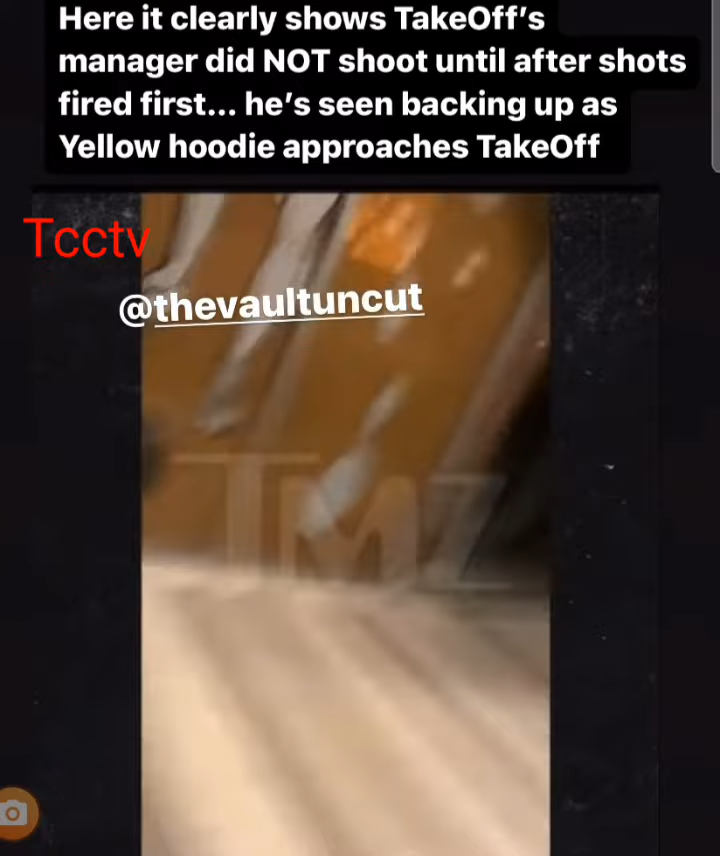 Here it clearly shows TakeOff's
manager did NOT shoot until after shots
fired first... he's seen backing up as
Yellow hoodie approaches TakeOff
Tcctv
@thevaultuncut
TMZ